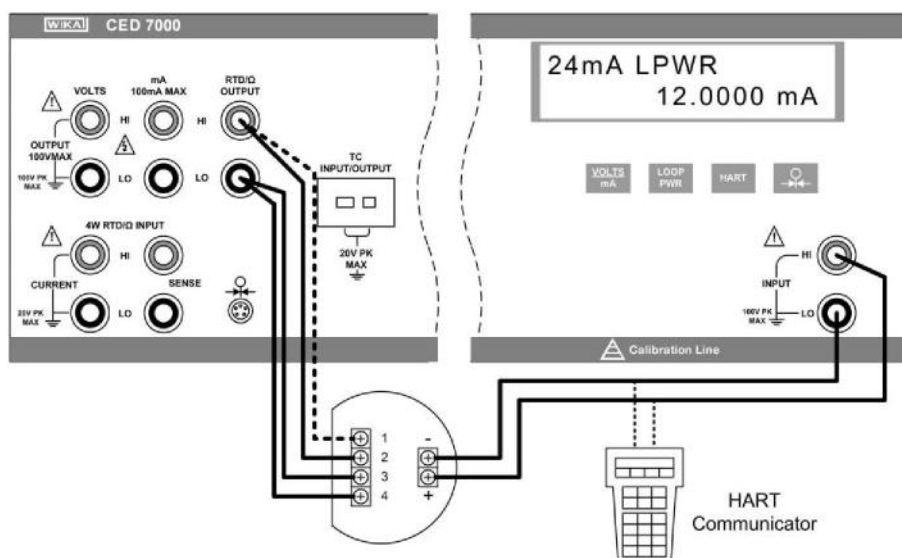 WIKA CED 7000
24mA LPWR
12.0000 mA
VOLTS
mA
100mA MAX
RTD/Ω
OUTPUT
HI
HI
OUTPUT
100VMAX
100V PK
MAX
LO
LO
TC
INPUT/OUTPUT
20V PK
MAX
4W RTD/Ω INPUT
HI
CURRENT
SENSE
20V PK
MAX
LO
VOLTS
mA
LOOP
PWR
HART
HI
INPUT
100V PK
MAX
LO
Calibration Line
1
2
3
4
-
+
HART
Communicator